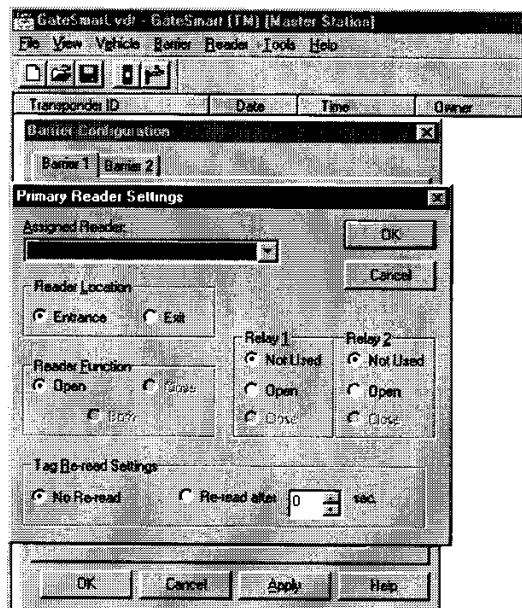 GateSmart.vdr - GateSmart (TM) [Master Station]
File View Vehicle Barrier Reader Tools Help
Transponder ID Date Time Owner
Barrier Configuration
Barrier 1 Barrier 2
Primary Reader Settings
Assigned Reader:
OK
Cancel
Reader Location
Entrance Exit
Relay 1 Relay 2
Not Used Not Used
Reader Function
Open Close
Open Open
Both
Close Close
Tag Re-read Settings
No Re-read Re-read after 0 sec.
OK Cancel Apply Help